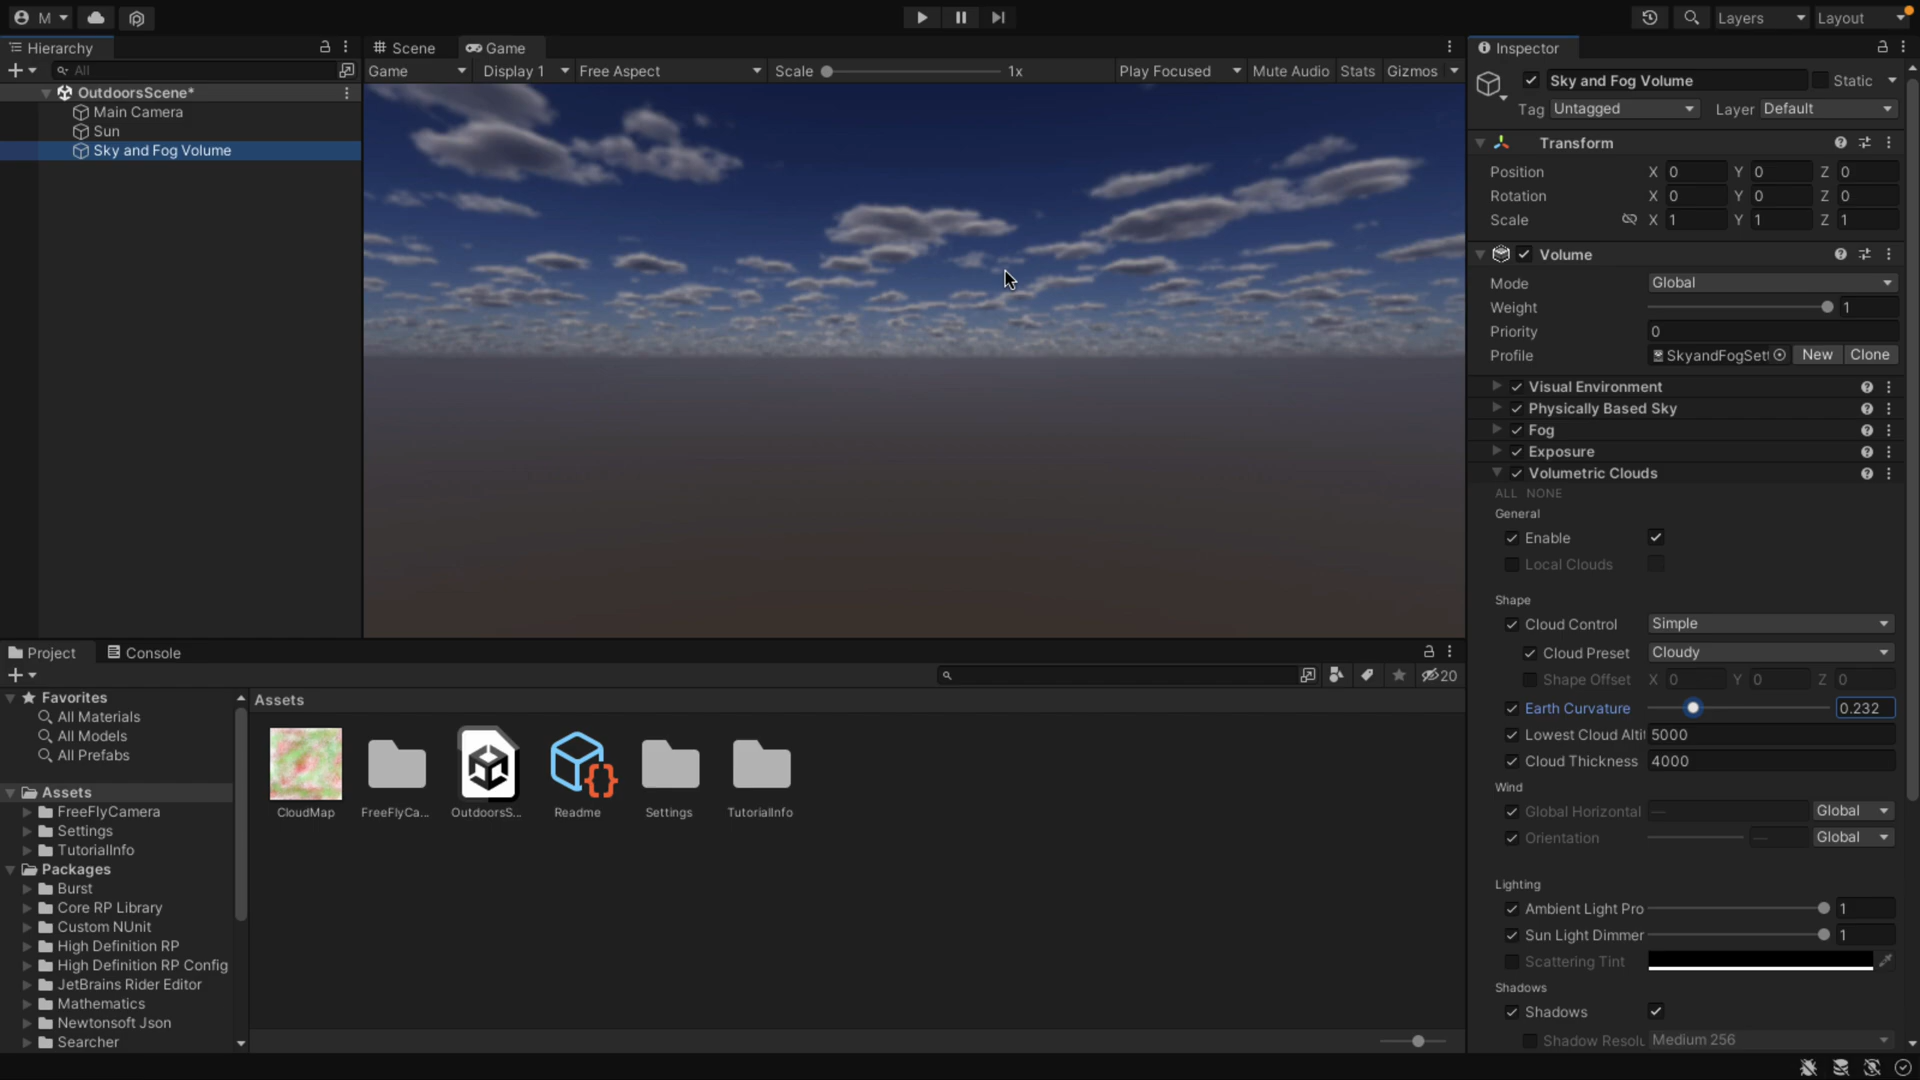 M Layers Layout
Hierarchy
All
OutdoorsScene*
Main Camera
Sun
Sky and Fog Volume
Scene Game
Game Display 1 Free Aspect Scale 1x Play Focused Mute Audio Stats Gizmos
Inspector
Sky and Fog Volume Static
Tag Untagged Layer Default
Transform
Position X 0 Y 0 Z 0
Rotation X 0 Y 0 Z 0
Scale X 1 Y 1 Z 1
Volume
Mode Global
Weight 1
Priority 0
Profile SkyandFogSett New Clone
Visual Environment
Physically Based Sky
Fog
Exposure
Volumetric Clouds
ALL NONE
General
Enable
Local Clouds
Shape
Cloud Control Simple
Cloud Preset Cloudy
Shape Offset X 0 Y 0 Z 0
Earth Curvature 0.232
Lowest Cloud Alti 5000
Cloud Thickness 4000
Wind
Global Horizontal — Global
Orientation — Global
Lighting
Ambient Light Pro 1
Sun Light Dimmer 1
Scattering Tint
Shadows
Shadows
Shadow Resolu Medium 256
Project Console
20
Favorites
All Materials
All Models
All Prefabs
Assets
FreeFlyCamera
Settings
TutorialInfo
Packages
Burst
Core RP Library
Custom NUnit
High Definition RP
High Definition RP Config
JetBrains Rider Editor
Mathematics
Newtonsoft Json
Searcher
Assets
CloudMap FreeFlyCa... OutdoorsS... Readme Settings TutorialInfo